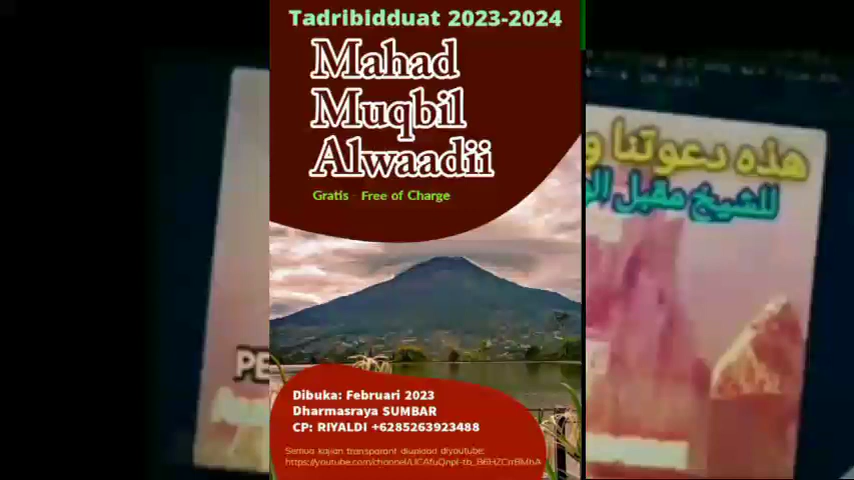 Tadribidduat 2023-2024
Mahad
Muqbil
Alwaadii
Gratis - Free of Charge
هذه دعوتنا و
للشيخ مقبل
PE
Dibuka: Februari 2023
Dharmasraya SUMBAR
CP: RIYALDI +6285263923488
Semua kajian transparant diupload diyoutube: